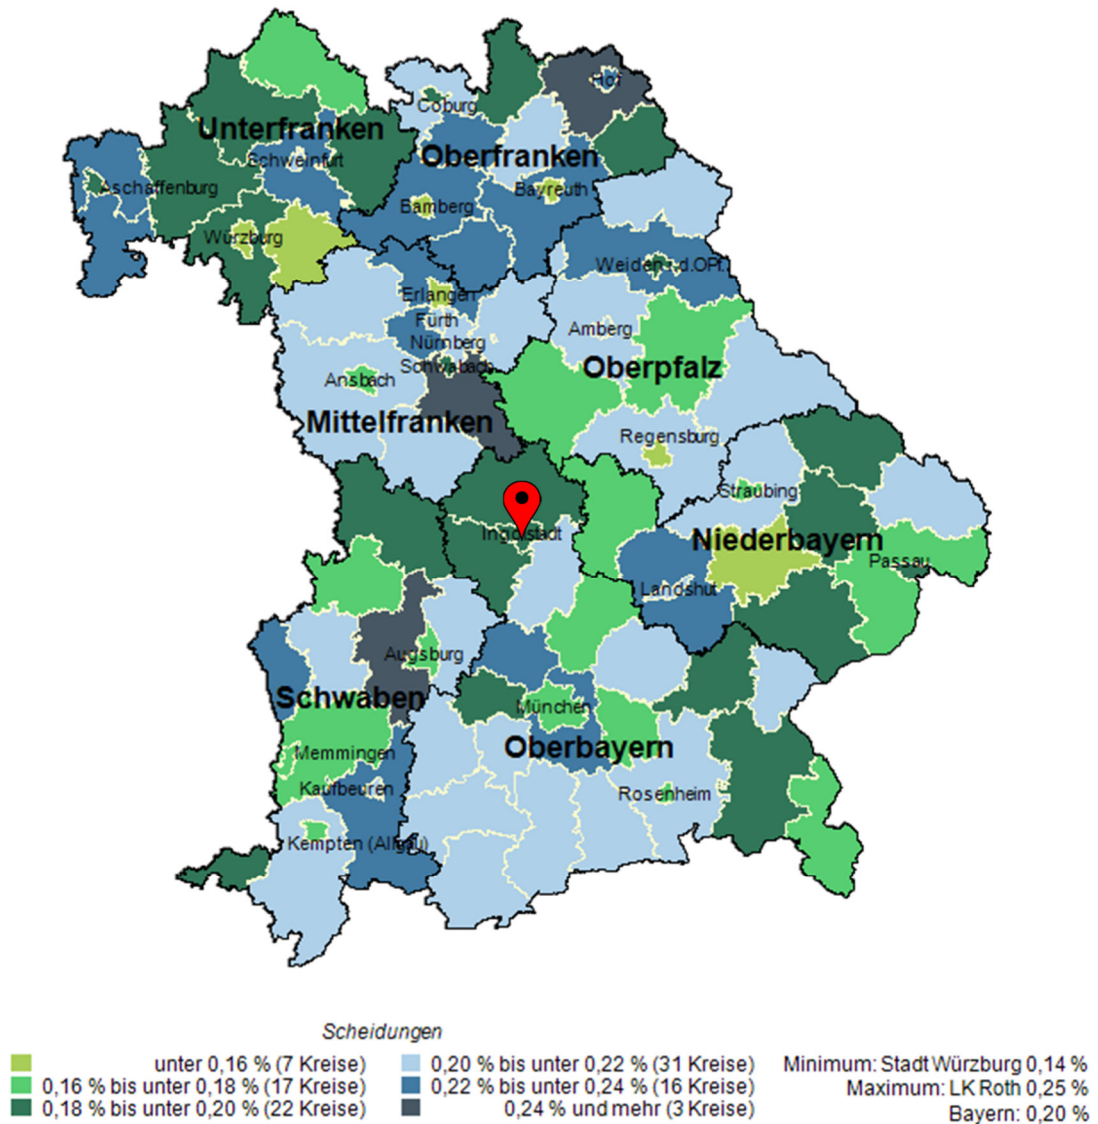 Hof
Coburg
Unterfranken
Schweinfurt
Oberfranken
Aschaffenburg
Bayreuth
Bamberg
Würzburg
Weiden i.d.OPf.
Erlangen
Fürth
Amberg
Nürnberg
Schwabach
Oberpfalz
Ansbach
Mittelfranken
Regensburg
Straubing
Ingolstadt
Niederbayern
Passau
Landshut
Augsburg
Schwaben
München
Oberbayern
Memmingen
Kaufbeuren
Rosenheim
Kempten (Allgäu)
Scheidungen
unter 0,16 % (7 Kreise)
0,16 % bis unter 0,18 % (17 Kreise)
0,18 % bis unter 0,20 % (22 Kreise)
0,20 % bis unter 0,22 % (31 Kreise)
0,22 % bis unter 0,24 % (16 Kreise)
0,24 % und mehr (3 Kreise)
Minimum: Stadt Würzburg 0,14 %
Maximum: LK Roth 0,25 %
Bayern: 0,20 %